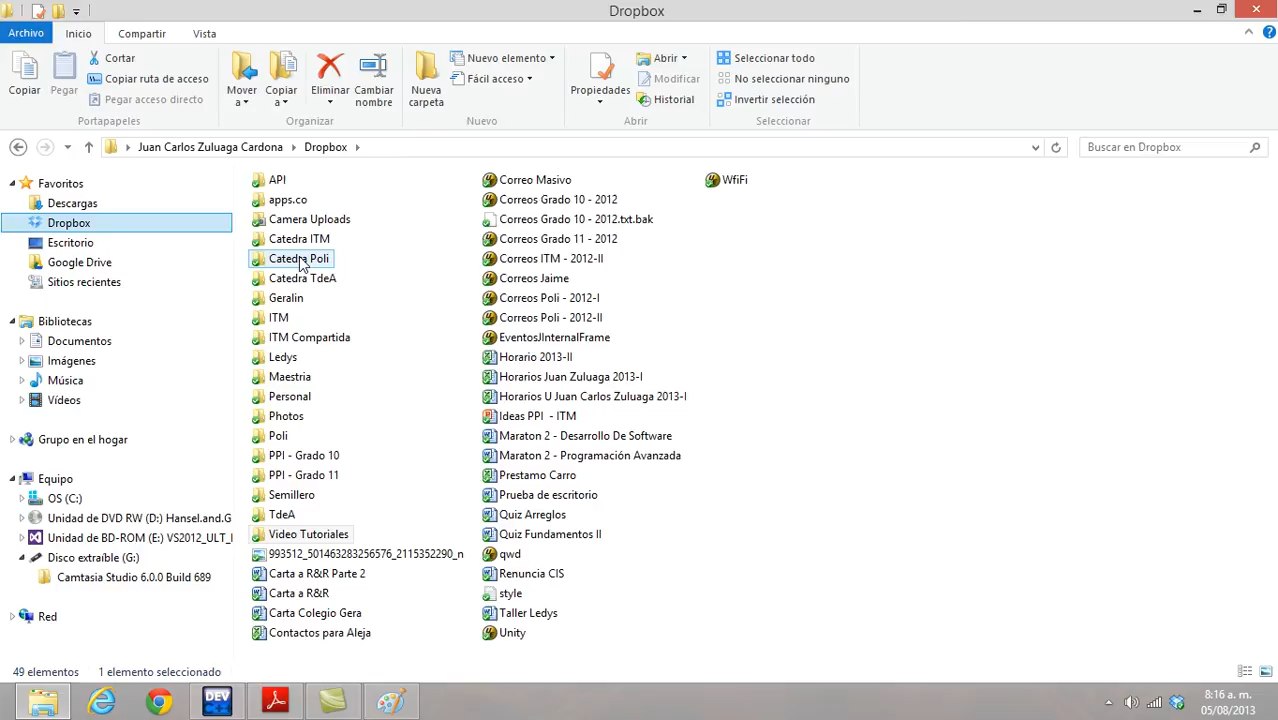 Dropbox
Archivo Inicio Compartir Vista
Copiar
Pegar
Cortar
Copiar ruta de acceso
Pegar acceso directo
Portapapeles
Mover a
Copiar a
Eliminar
Cambiar nombre
Organizar
Nueva carpeta
Nuevo elemento
Fácil acceso
Nuevo
Propiedades
Abrir
Modificar
Historial
Abrir
Seleccionar todo
No seleccionar ninguno
Invertir selección
Seleccionar
Juan Carlos Zuluaga Cardona Dropbox
Buscar en Dropbox
Favoritos
Descargas
Dropbox
Escritorio
Google Drive
Sitios recientes
Bibliotecas
Documentos
Imágenes
Música
Vídeos
Grupo en el hogar
Equipo
OS (C:)
Unidad de DVD RW (D:) Hansel.and.G
Unidad de BD-ROM (E:) VS2012_ULT_E
Disco extraíble (G:)
Camtasia Studio 6.0.0 Build 689
Red
API
apps.co
Camera Uploads
Catedra ITM
Catedra Poli
Catedra TdeA
Geralin
ITM
ITM Compartida
Ledys
Maestria
Personal
Photos
Poli
PPI - Grado 10
PPI - Grado 11
Semillero
TdeA
Video Tutoriales
993512_501463283256576_2115352290_n
Carta a R&R Parte 2
Carta a R&R
Carta Colegio Gera
Contactos para Aleja
Correo Masivo
Correos Grado 10 - 2012
Correos Grado 10 - 2012.txt.bak
Correos Grado 11 - 2012
Correos ITM - 2012-II
Correos Jaime
Correos Poli - 2012-I
Correos Poli - 2012-II
EventosJInternalFrame
Horario 2013-II
Horarios Juan Zuluaga 2013-I
Horarios U Juan Carlos Zuluaga 2013-I
Ideas PPI  - ITM
Maraton 2 - Desarrollo De Software
Maraton 2 - Programación Avanzada
Prestamo Carro
Prueba de escritorio
Quiz Arreglos
Quiz Fundamentos II
qwd
Renuncia CIS
style
Taller Ledys
Unity
WfiFi
49 elementos 1 elemento seleccionado
DEV
C++
8:16 a. m.
05/08/2013